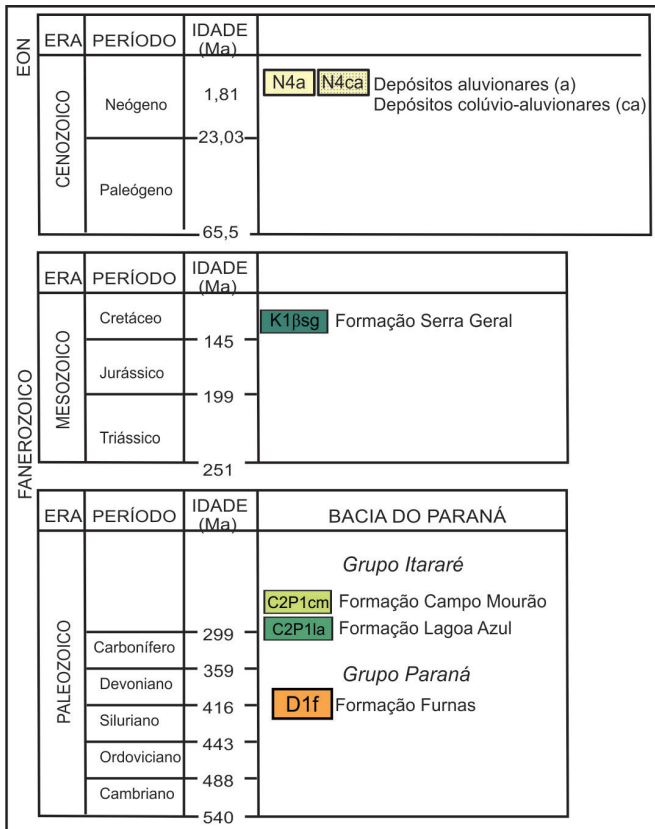 EON
ERA PERÍODO IDADE (Ma)
CENOZOICO
Neógeno
1,81
N4a N4ca Depósitos aluvionares (a)
Depósitos colúvio-aluvionares (ca)
23,03
Paleógeno
65,5
FANEROZOICO
ERA PERÍODO IDADE (Ma)
MESOZOICO
Cretáceo
K1βsg Formação Serra Geral
145
Jurássico
199
Triássico
251
ERA PERÍODO IDADE (Ma) BACIA DO PARANÁ
PALEOZOICO
Grupo Itararé
C2P1cm Formação Campo Mourão
C2P1la Formação Lagoa Azul
299
Carbonífero
359
Grupo Paraná
Devoniano
D1f Formação Furnas
416
Siluriano
443
Ordoviciano
488
Cambriano
540